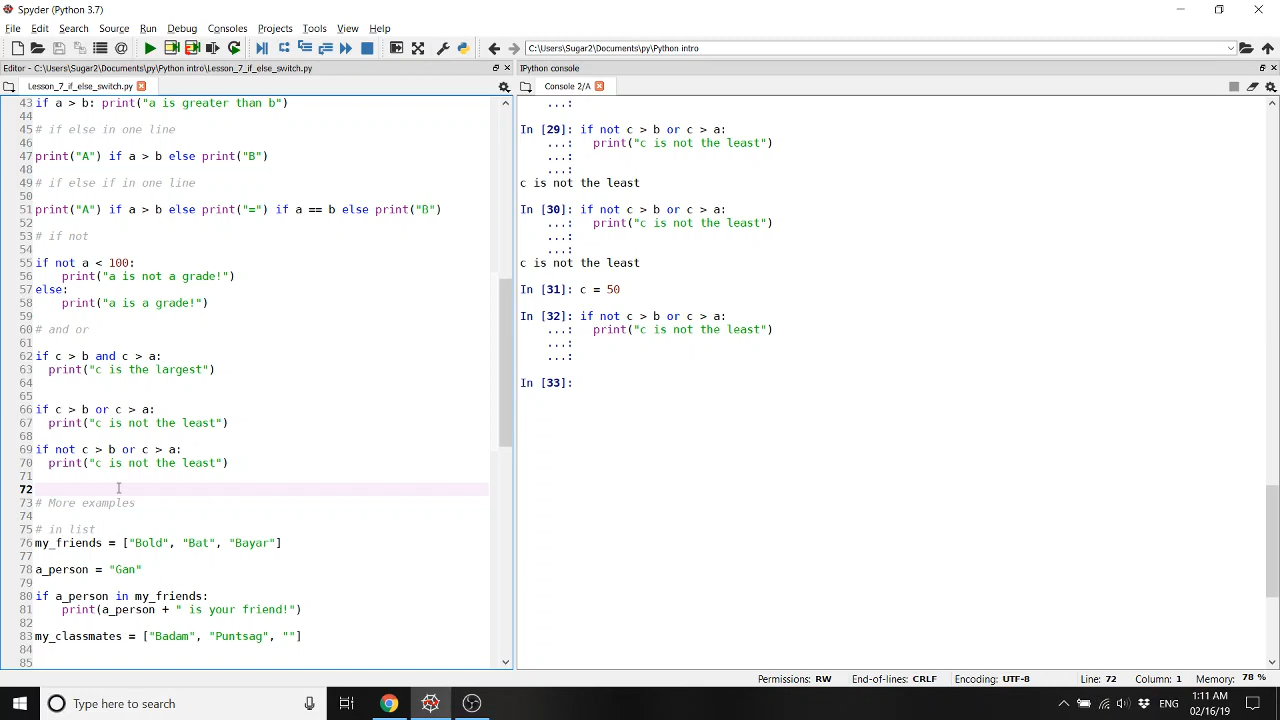 Spyder (Python 3.7)
File Edit Search Source Run Debug Consoles Projects Tools View Help
C:\Users\Sugar2\Documents\py\Python intro
Editor - C:\Users\Sugar2\Documents\py\Python intro\Lesson_7_if_else_switch.py
Lesson_7_if_else_switch.py
43 if a > b: print("a is greater than b")
44
45 # if else in one line
46
47 print("A") if a > b else print("B")
48
49 # if else if in one line
50
51 print("A") if a > b else print("=") if a == b else print("B")
52
53 # if not
54
55 if not a < 100:
56     print("a is not a grade!")
57 else:
58     print("a is a grade!")
59
60 # and or
61
62 if c > b and c > a:
63   print("c is the largest")
64
65
66 if c > b or c > a:
67   print("c is not the least")
68
69 if not c > b or c > a:
70   print("c is not the least")
71
72
73 # More examples
74
75 # in list
76 my_friends = ["Bold", "Bat", "Bayar"]
77
78 a_person = "Gan"
79
80 if a_person in my_friends:
81     print(a_person + " is your friend!")
82
83 my_classmates = ["Badam", "Puntsag", ""]
84
85
IPython console
Console 2/A
...:
In [29]: if not c > b or c > a:
...:   print("c is not the least")
...:
...:
c is not the least
In [30]: if not c > b or c > a:
...:   print("c is not the least")
...:
...:
c is not the least
In [31]: c = 50
In [32]: if not c > b or c > a:
...:   print("c is not the least")
...:
...:
In [33]:
Permissions: RW End-of-lines: CRLF Encoding: UTF-8 Line: 72 Column: 1 Memory: 78 %
Type here to search
ENG
1:11 AM
02/16/19